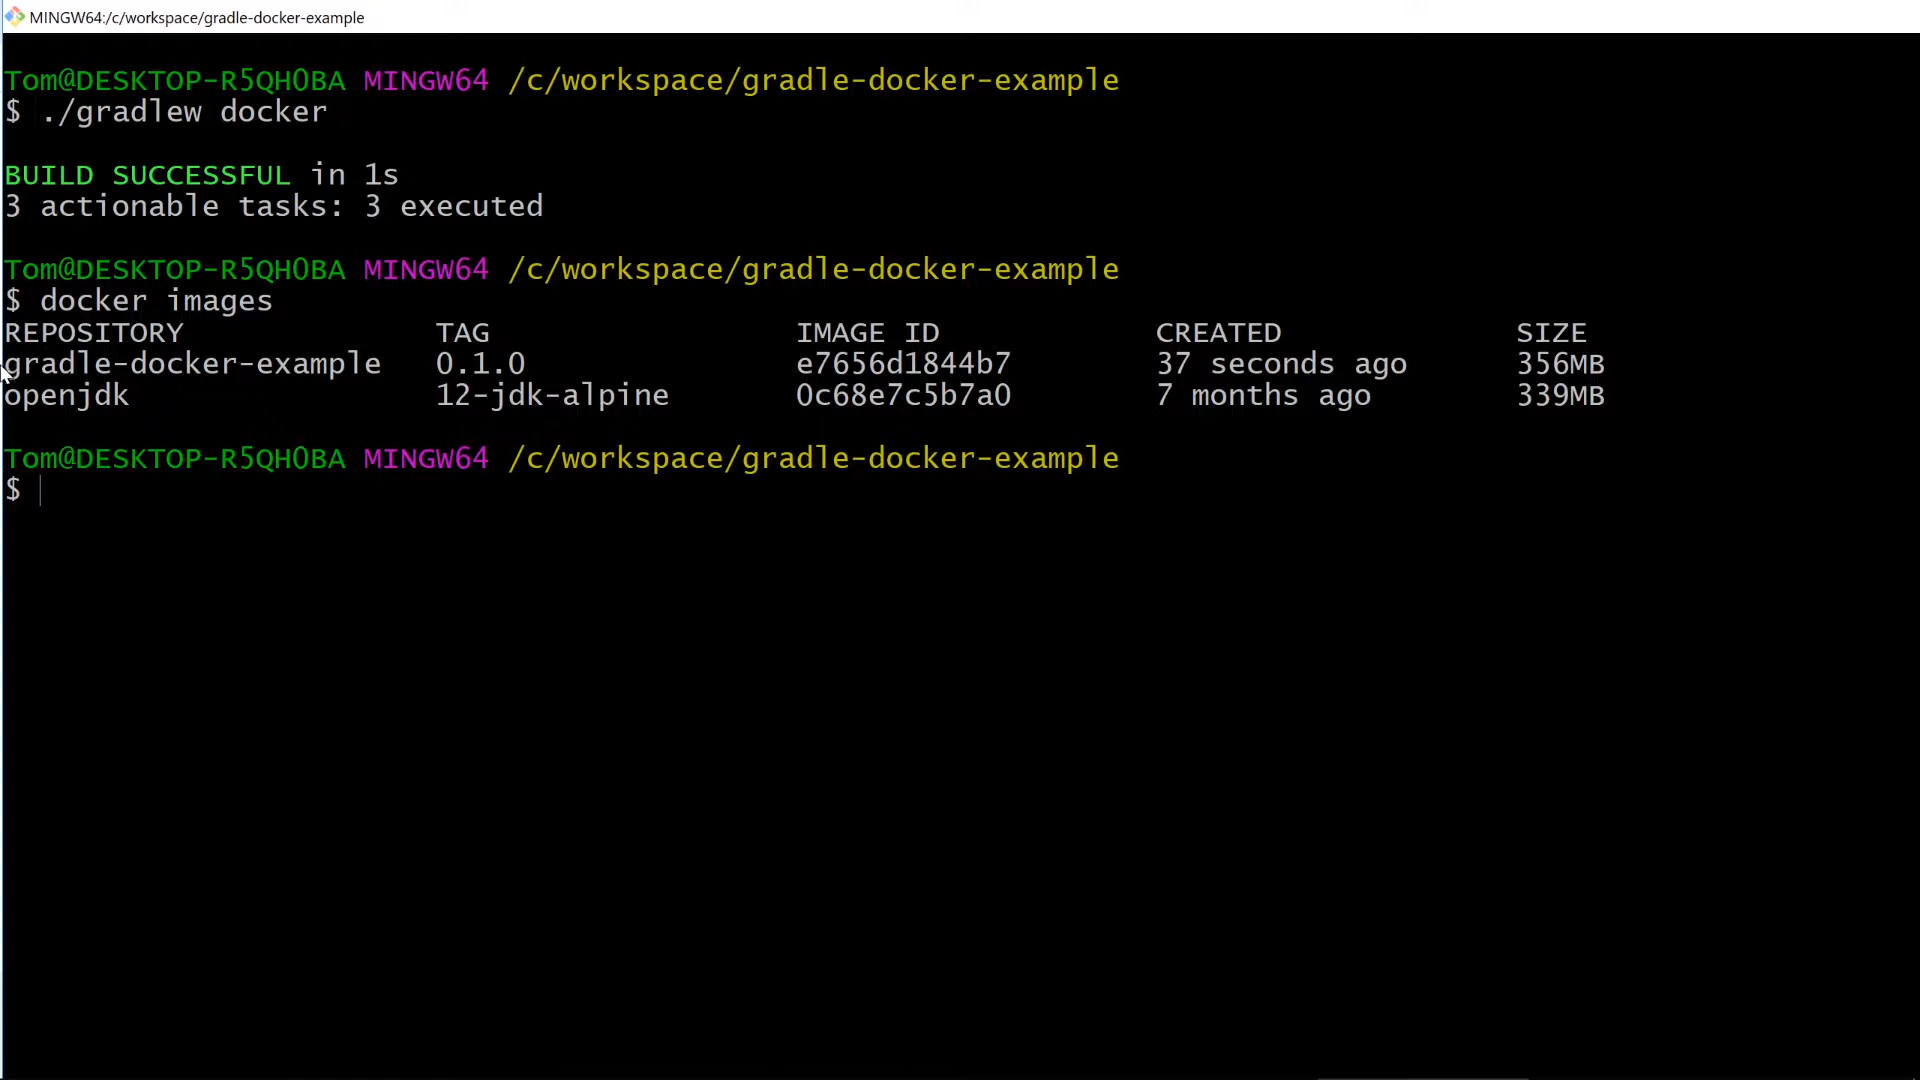 MINGW64:/c/workspace/gradle-docker-example
Tom@DESKTOP-R5QH0BA MINGW64 /c/workspace/gradle-docker-example
$ ./gradlew docker
BUILD SUCCESSFUL in 1s
3 actionable tasks: 3 executed
Tom@DESKTOP-R5QH0BA MINGW64 /c/workspace/gradle-docker-example
$ docker images
REPOSITORY TAG IMAGE ID CREATED SIZE
gradle-docker-example 0.1.0 e7656d1844b7 37 seconds ago 356MB
openjdk 12-jdk-alpine 0c68e7c5b7a0 7 months ago 339MB
Tom@DESKTOP-R5QH0BA MINGW64 /c/workspace/gradle-docker-example
$